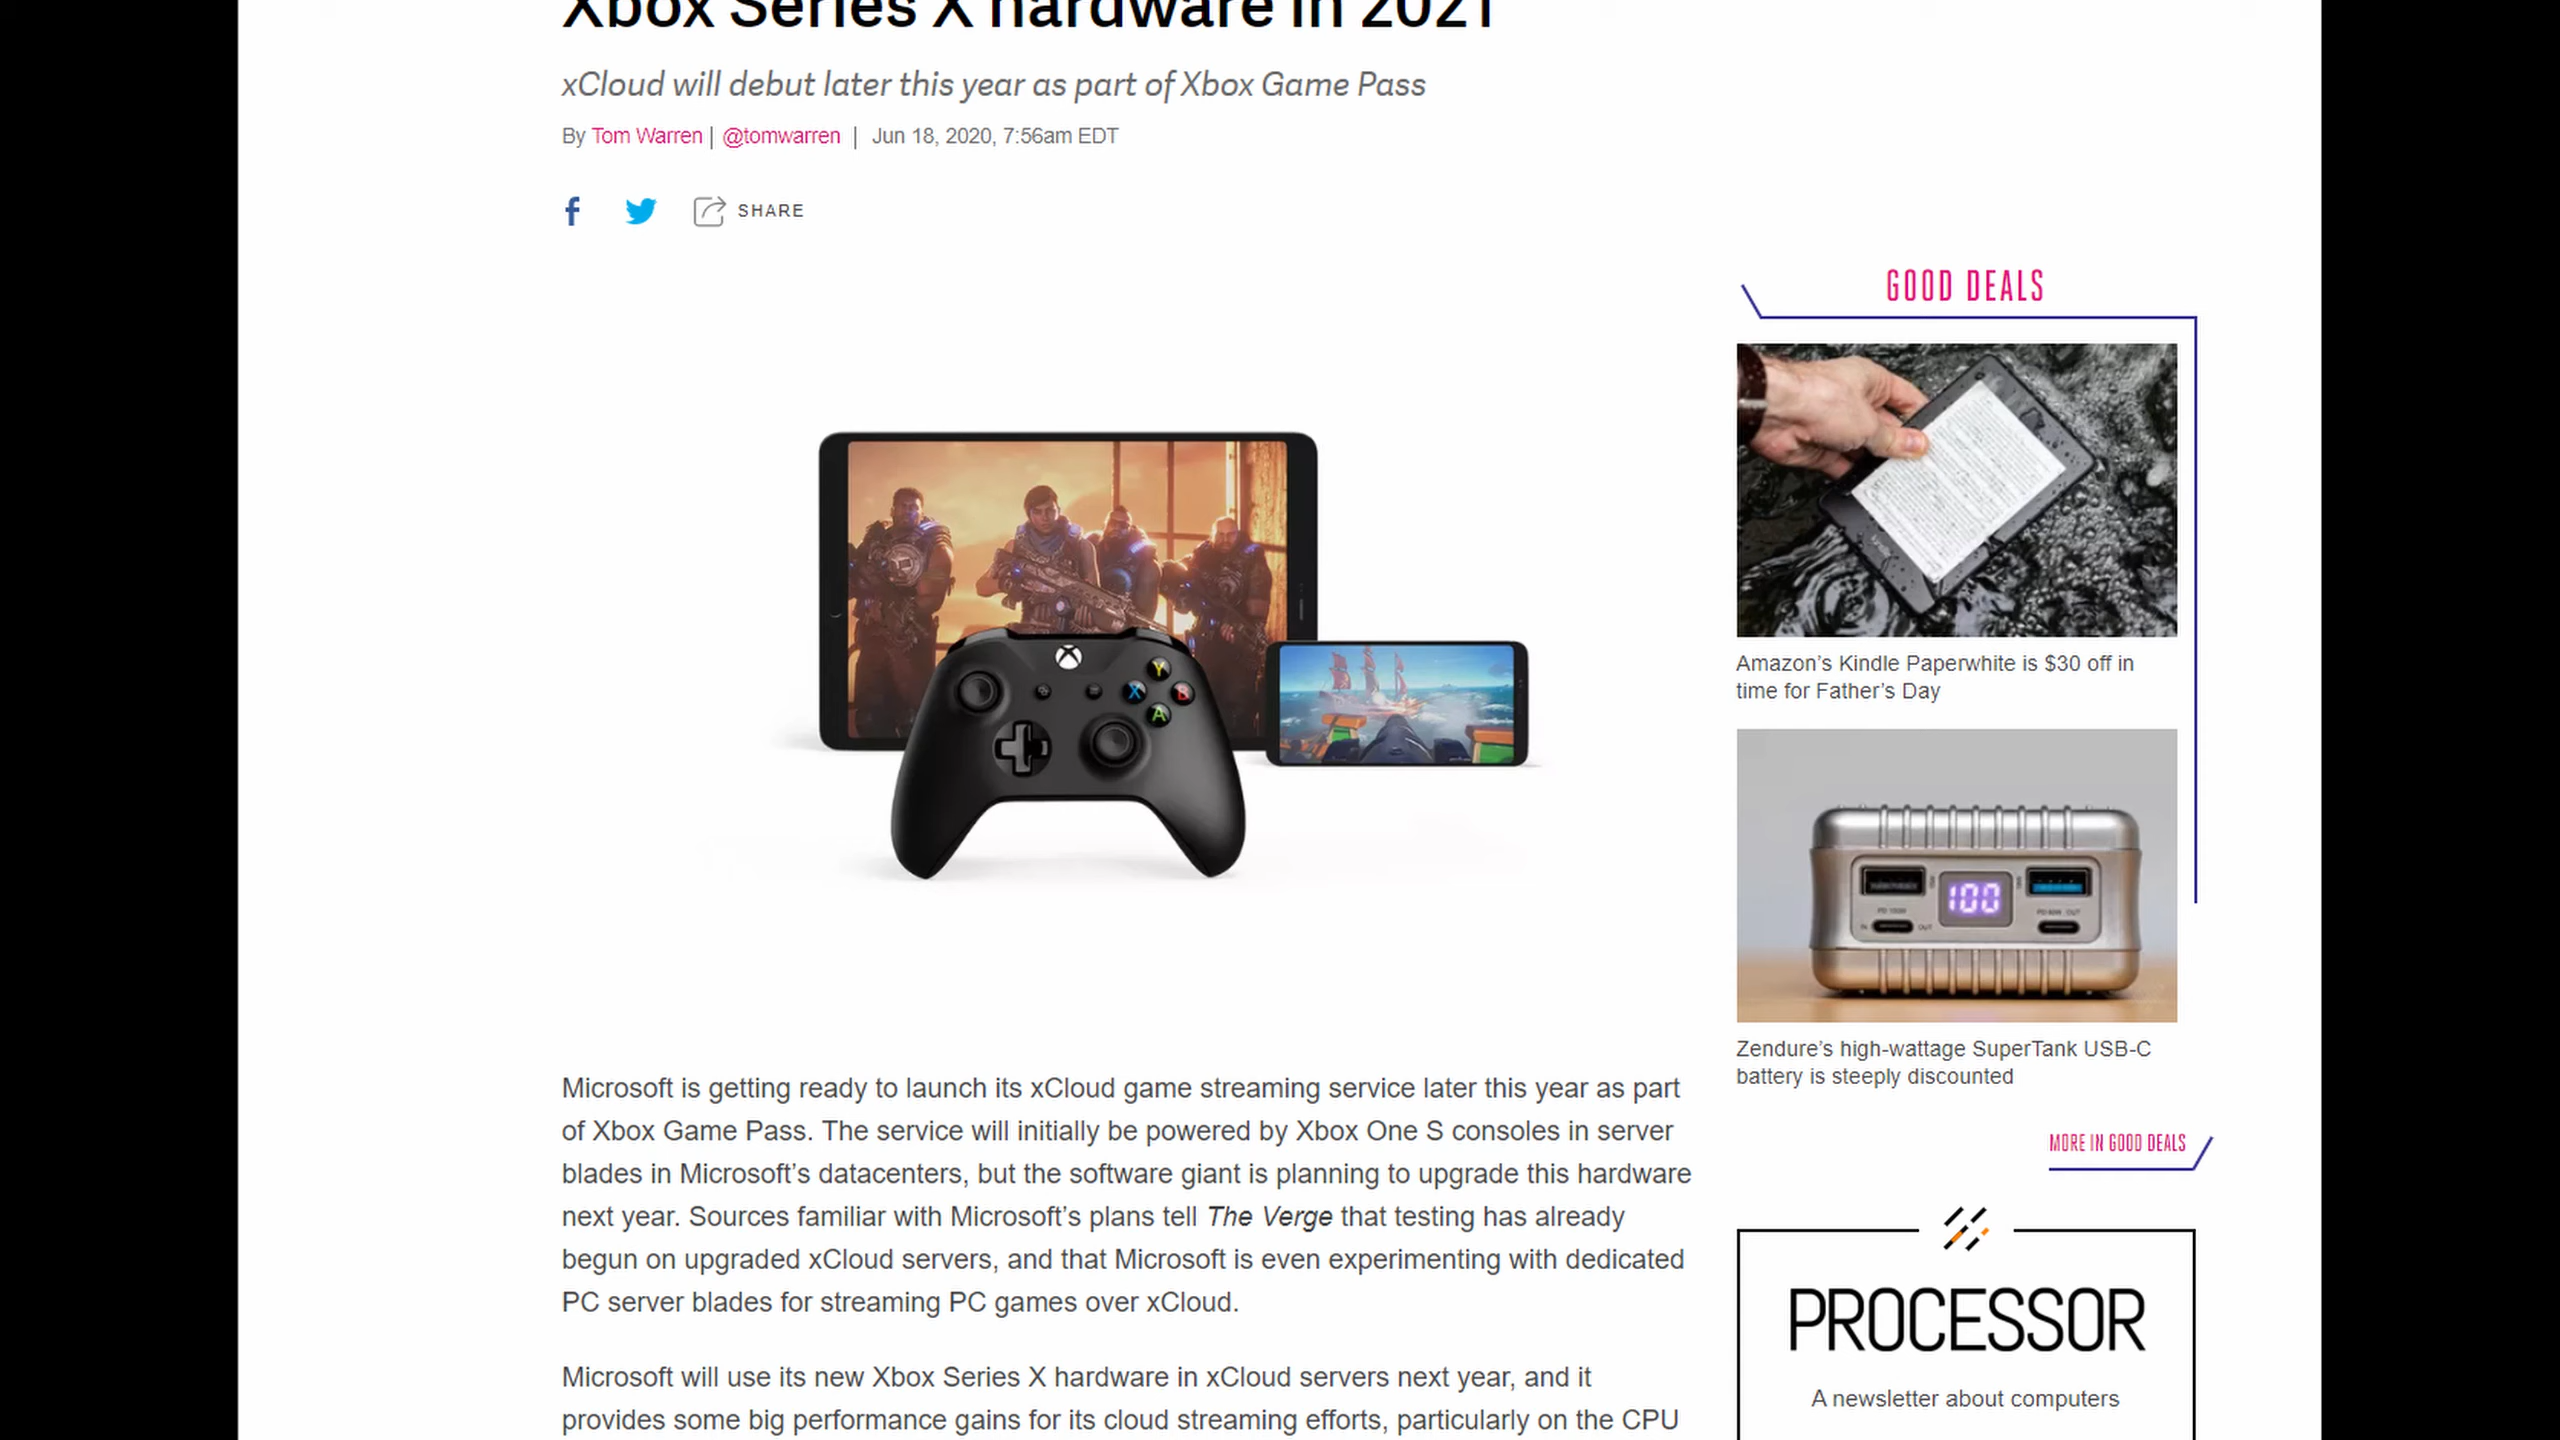 Xbox Series X hardware in 2021
xCloud will debut later this year as part of Xbox Game Pass
By Tom Warren | @tomwarren | Jun 18, 2020, 7:56am EDT
SHARE
GOOD DEALS
Y
X
B
A
Amazon’s Kindle Paperwhite is $30 off in
time for Father’s Day
100
Zendure’s high-wattage SuperTank USB-C
battery is steeply discounted
MORE IN GOOD DEALS
Microsoft is getting ready to launch its xCloud game streaming service later this year as part
of Xbox Game Pass. The service will initially be powered by Xbox One S consoles in server
blades in Microsoft’s datacenters, but the software giant is planning to upgrade this hardware
next year. Sources familiar with Microsoft’s plans tell The Verge that testing has already
begun on upgraded xCloud servers, and that Microsoft is even experimenting with dedicated
PC server blades for streaming PC games over xCloud.
Microsoft will use its new Xbox Series X hardware in xCloud servers next year, and it
provides some big performance gains for its cloud streaming efforts, particularly on the CPU
PROCESSOR
A newsletter about computers